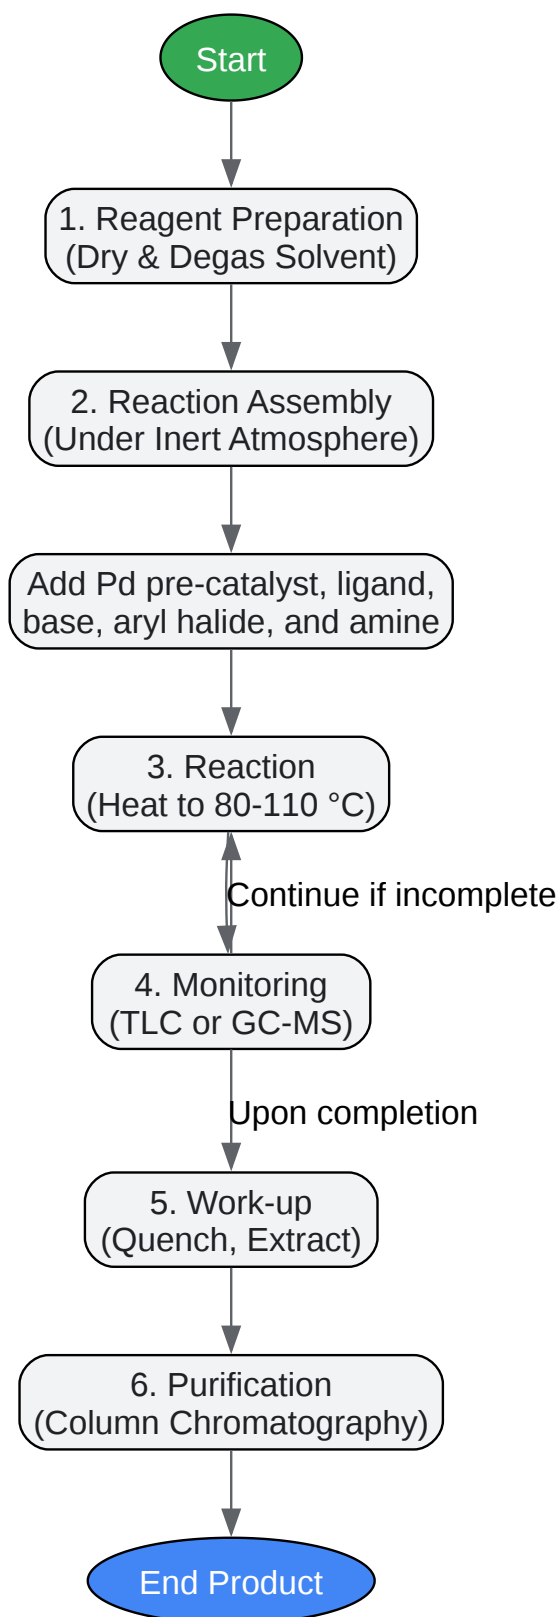 Start
1. Reagent Preparation
(Dry & Degas Solvent)
2. Reaction Assembly
(Under Inert Atmosphere)
Add Pd pre-catalyst, ligand,
base, aryl halide, and amine
3. Reaction
(Heat to 80-110 °C)
Continue if incomplete
4. Monitoring
(TLC or GC-MS)
Upon completion
5. Work-up
(Quench, Extract)
6. Purification
(Column Chromatography)
End Product